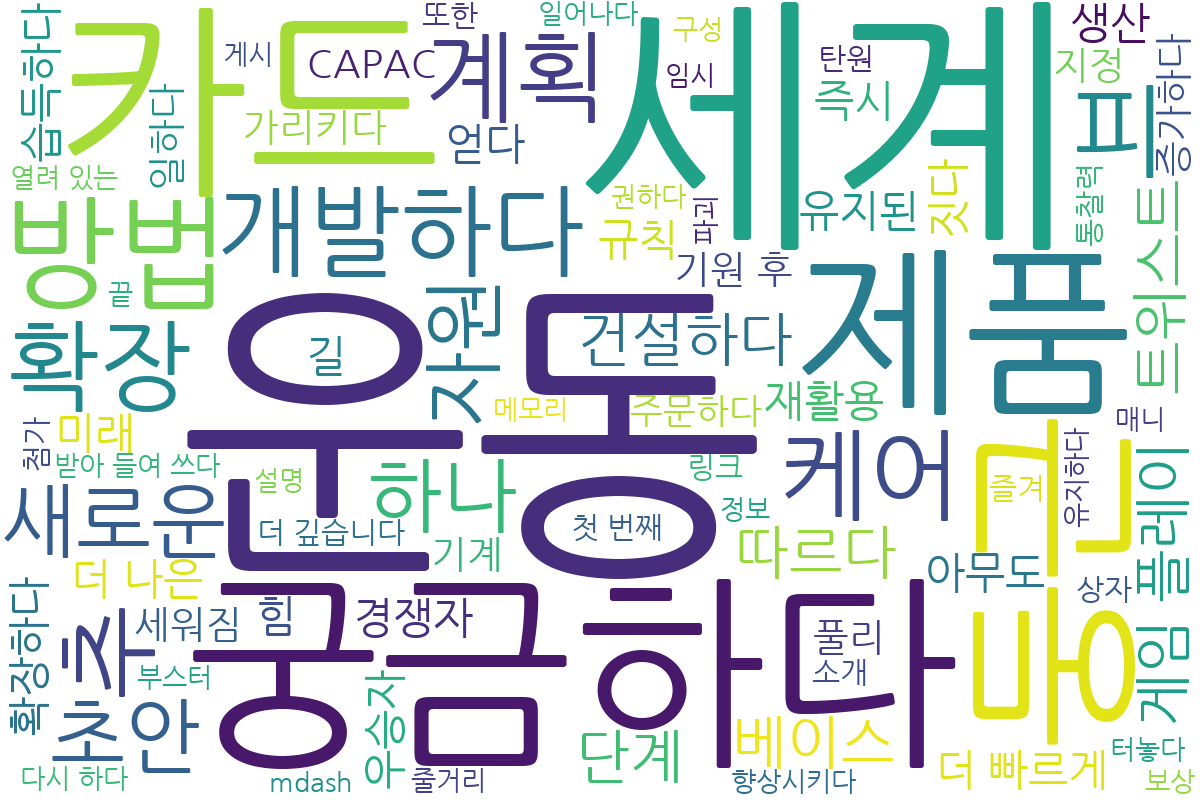 카드
세계
운동
궁금하다
제품
근
동
계획
방법
개발하다
확장
자원
건설하다
케어
새로운
하나
초안
추
표
CAPAC
또한
일어나다
구성
게시
임시
탄원
생산
지정
즉시
가리키다
얻다
습득하다
일하다
열려 있는
권하다
규칙
파괴
유지된
짓다
통찰력
증가하다
트위스트
기원 후
끝
길
메모리
주문하다
재활용
매니
첨가
미래
받아 들여 쓰다
설명
링크
정보
즐겨
유지하다
플레이
더 깊습니다
첫 번째
기계
따르다
아무도
상자
더 나은
확장하다
세워짐
힘
경쟁자
풀리
소개
게임
부스터
우승자
단계
베이스
더 빠르게
터놓다
다시 하다
mdash
줄거리
향상시키다
보상